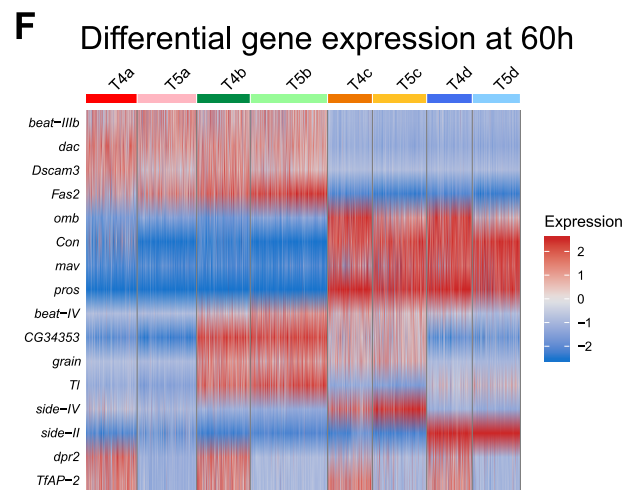 F
Differential gene expression at 60h
T4a T5a T4b T5b T4c T5c T4d T5d
beat−IIIb
dac
Dscam3
Fas2
omb
Con
mav
pros
beat−IV
CG34353
grain
Tl
side−IV
side−II
dpr2
TfAP−2
Expression
2
1
0
−1
−2